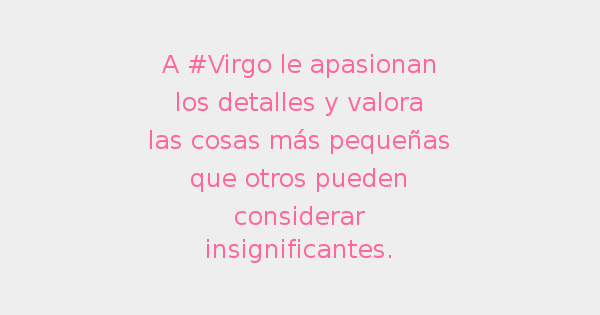 A #Virgo le apasionan
los detalles y valora
las cosas más pequeñas
que otros pueden
considerar
insignificantes.